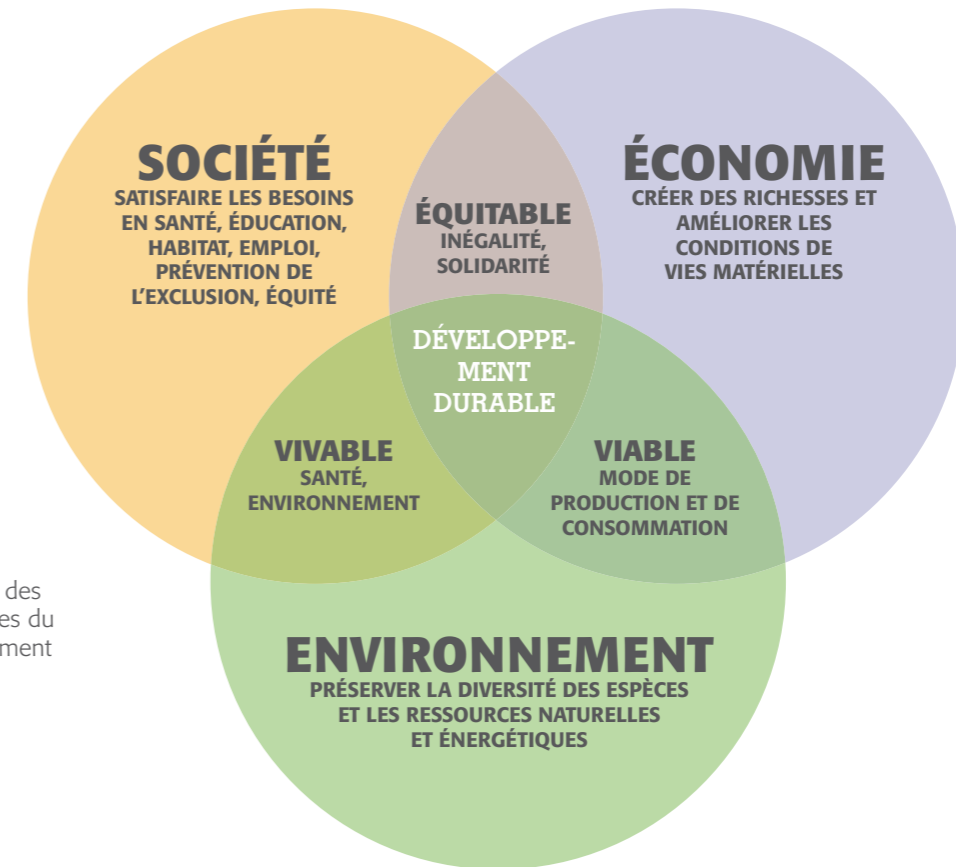 SOCIÉTÉ
SATISFAIRE LES BESOINS
EN SANTÉ, ÉDUCATION,
HABITAT, EMPLOI,
PRÉVENTION DE
L'EXCLUSION, ÉQUITÉ
ÉQUITABLE
INÉGALITÉ,
SOLIDARITÉ
ÉCONOMIE
CRÉER DES RICHESSES ET
AMÉLIORER LES
CONDITIONS DE
VIES MATÉRIELLES
DÉVELOPPE-
MENT
DURABLE
VIVABLE
SANTÉ,
ENVIRONNEMENT
VIABLE
MODE DE
PRODUCTION ET DE
CONSOMMATION
des
es du
ment
ENVIRONNEMENT
PRÉSERVER LA DIVERSITÉ DES ESPÈCES
ET LES RESSOURCES NATURELLES
ET ÉNERGÉTIQUES